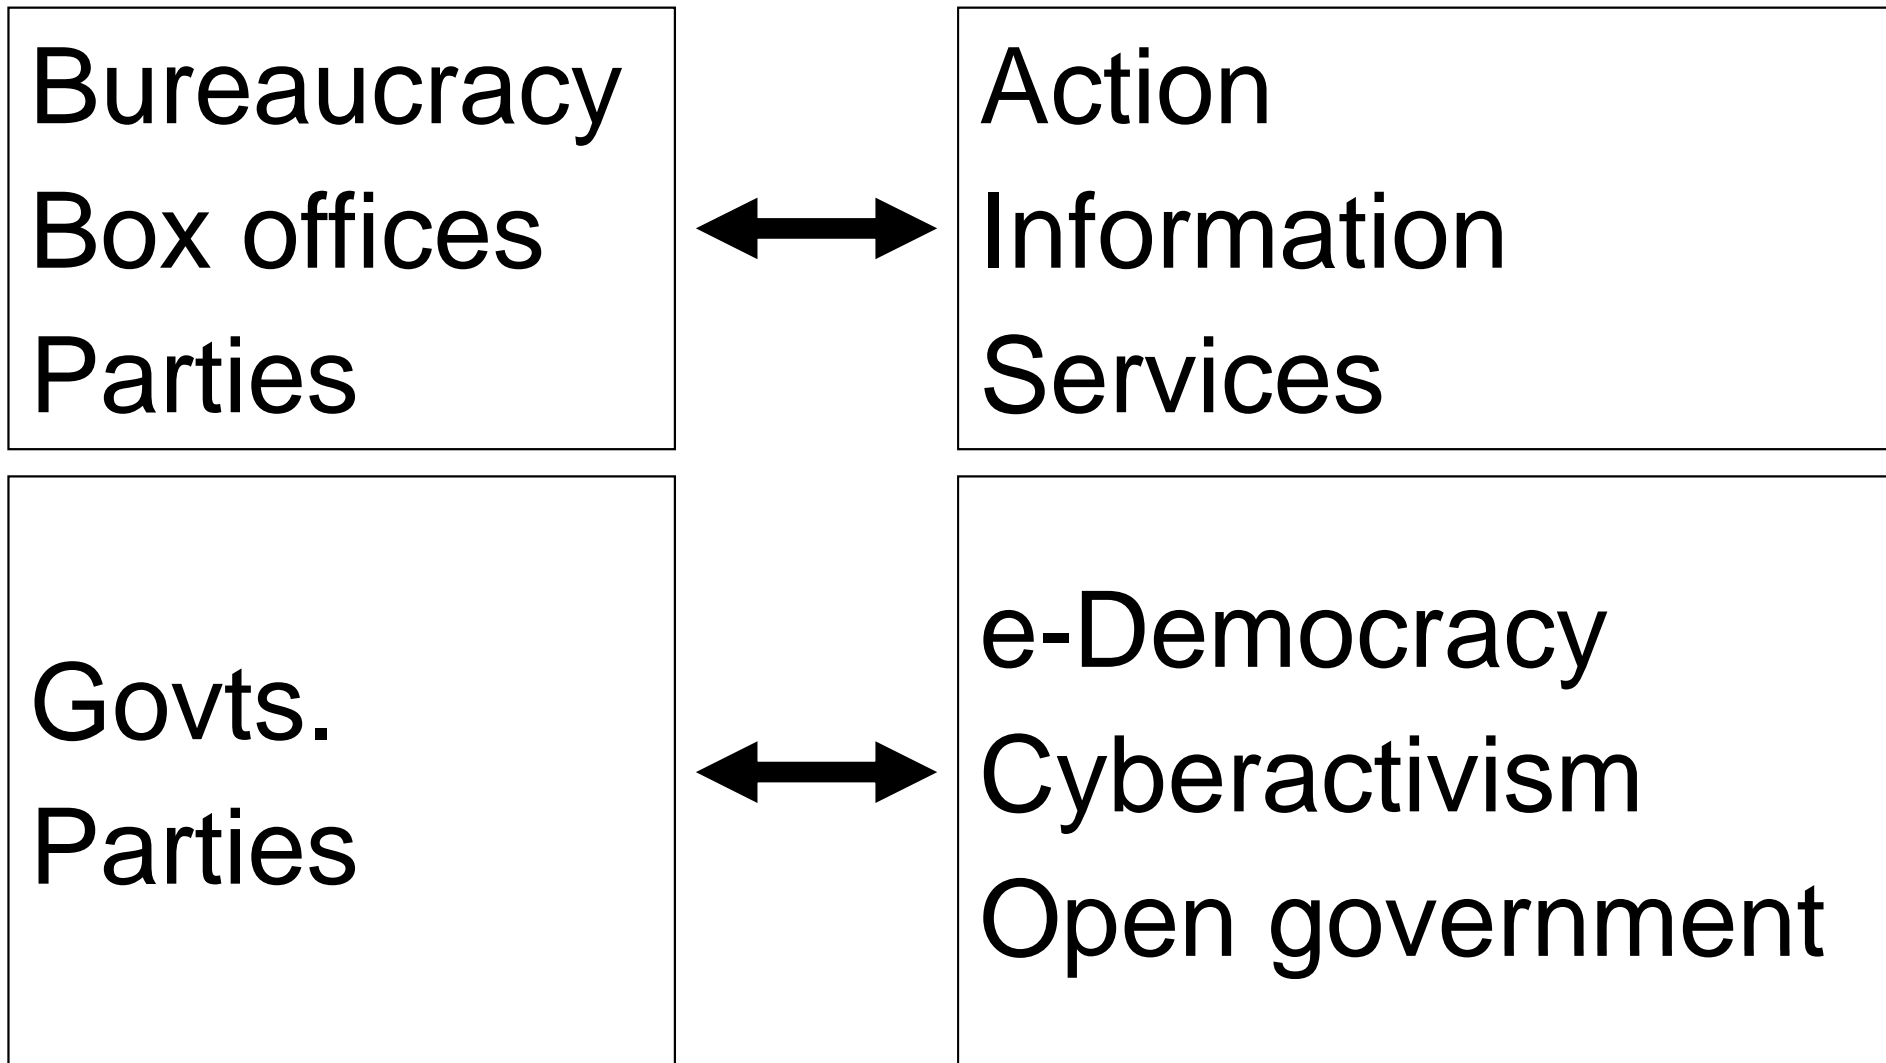 Bureaucracy
Box offices
Parties
Action
Information
Services
Govts.
Parties
e-Democracy
Cyberactivism
Open government